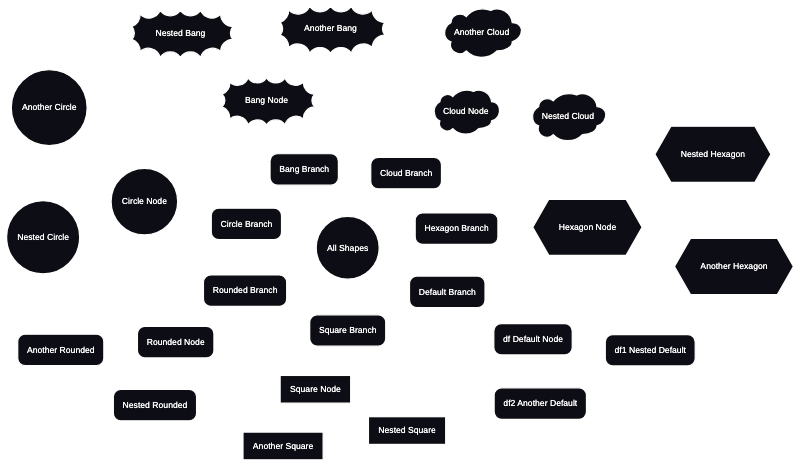 Nested Bang
Another Bang
Another Cloud
Another Circle
Bang Node
Cloud Node
Nested Cloud
Nested Hexagon
Bang Branch
Cloud Branch
Circle Node
Circle Branch
Hexagon Branch
Hexagon Node
Nested Circle
All Shapes
Another Hexagon
Rounded Branch
Default Branch
Square Branch
df Default Node
Another Rounded
Rounded Node
df1 Nested Default
Square Node
Nested Rounded
df2 Another Default
Nested Square
Another Square